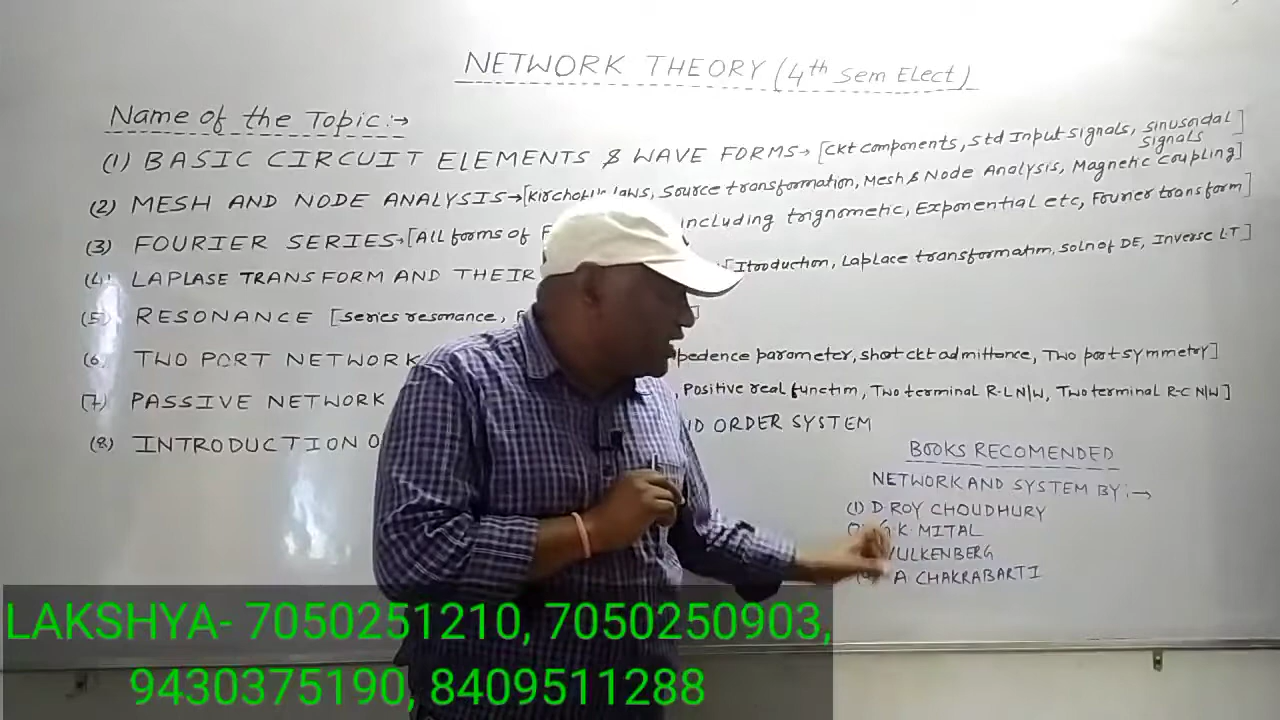 NETWORK THEORY (4th Sem Elect)
Name of the Topic:→
(1) BASIC CIRCUIT ELEMENTS & WAVE FORMS→ [ckt components, Std Input signals, sinusoidal signals]
(2) MESH AND NODE ANALYSIS→[laws, Source transformation, Mesh & Node Analysis, Magnetic coupling]
(3) FOURIER SERIES→[All forms of including trignometic, Exponential etc, Fourier transform]
(4) LAPLASE TRANSFORM AND THEIR [Itroduction, Laplace transformation, Soln of DE, Inverse LT]
(5) RESONANCE [series resonance, ]
(6) TWO PORT NETWORK parameter, short ckt admittance, Two port symmetry]
(7) PASSIVE NETWORK , Positive real function, Two terminal R-L N/W, Two terminal R-C N/W]
(8) INTRODUCTION ORDER SYSTEM
BOOKS RECOMENDED
NETWORK AND SYSTEM BY:→
(1) D ROY CHOUDHURY
K. MITAL
A CHAKRABARTI
LAKSHYA- 7050251210, 7050250903,
9430375190, 8409511288